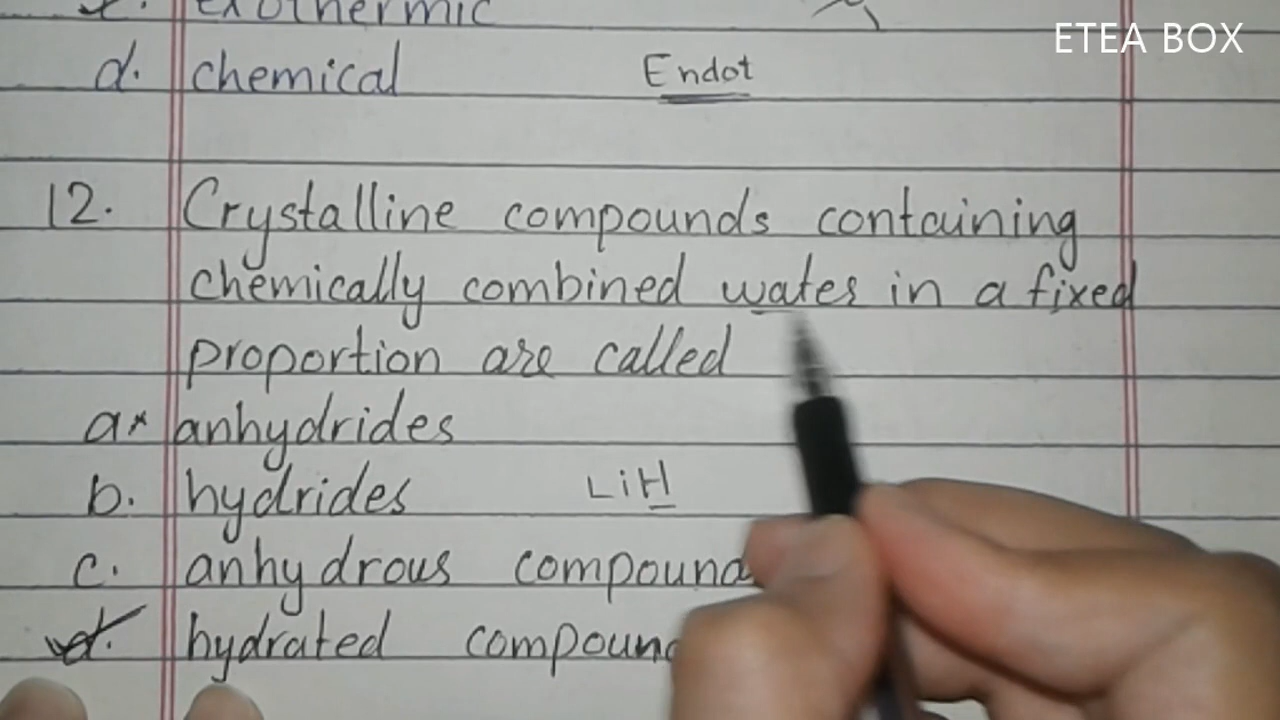 exothermic
ETEA BOX
d. chemical Endot
12. Crystalline compounds containing
chemically combined water in a fixed
proportion are called
a. anhydrides
b. hydrides LiH
c. anhydrous compound
d. hydrated compound